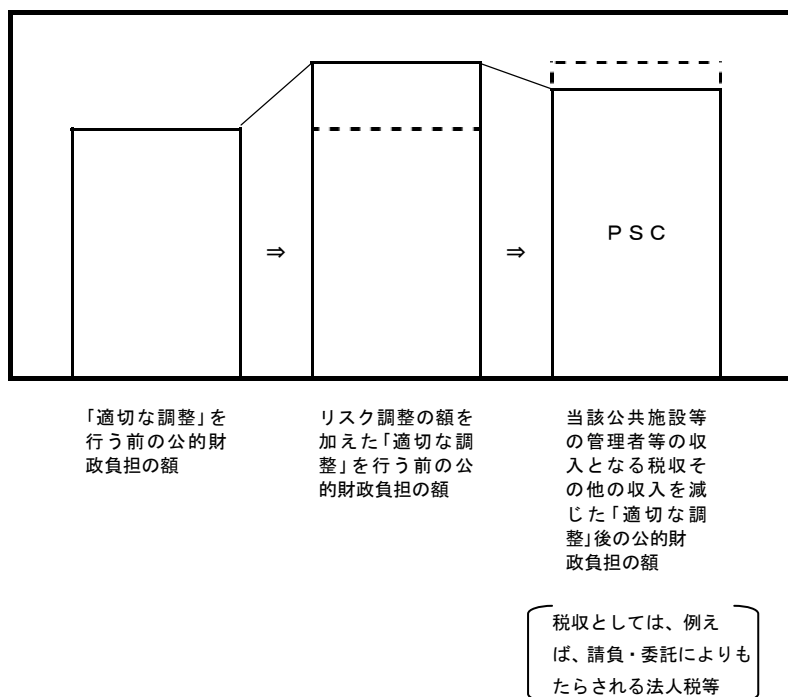 ⇒
⇒
ＰＳＣ
「適切な調整」を
行う前の公的財
政負担の額
リスク調整の額を
加えた「適切な調
整」を行う前の公
的財政負担の額
当該公共施設等
の管理者等の収
入となる税収そ
の他の収入を減
じた「適切な調
整」後の公的財
政負担の額
税収としては、例え
ば、請負・委託によりも
たらされる法人税等